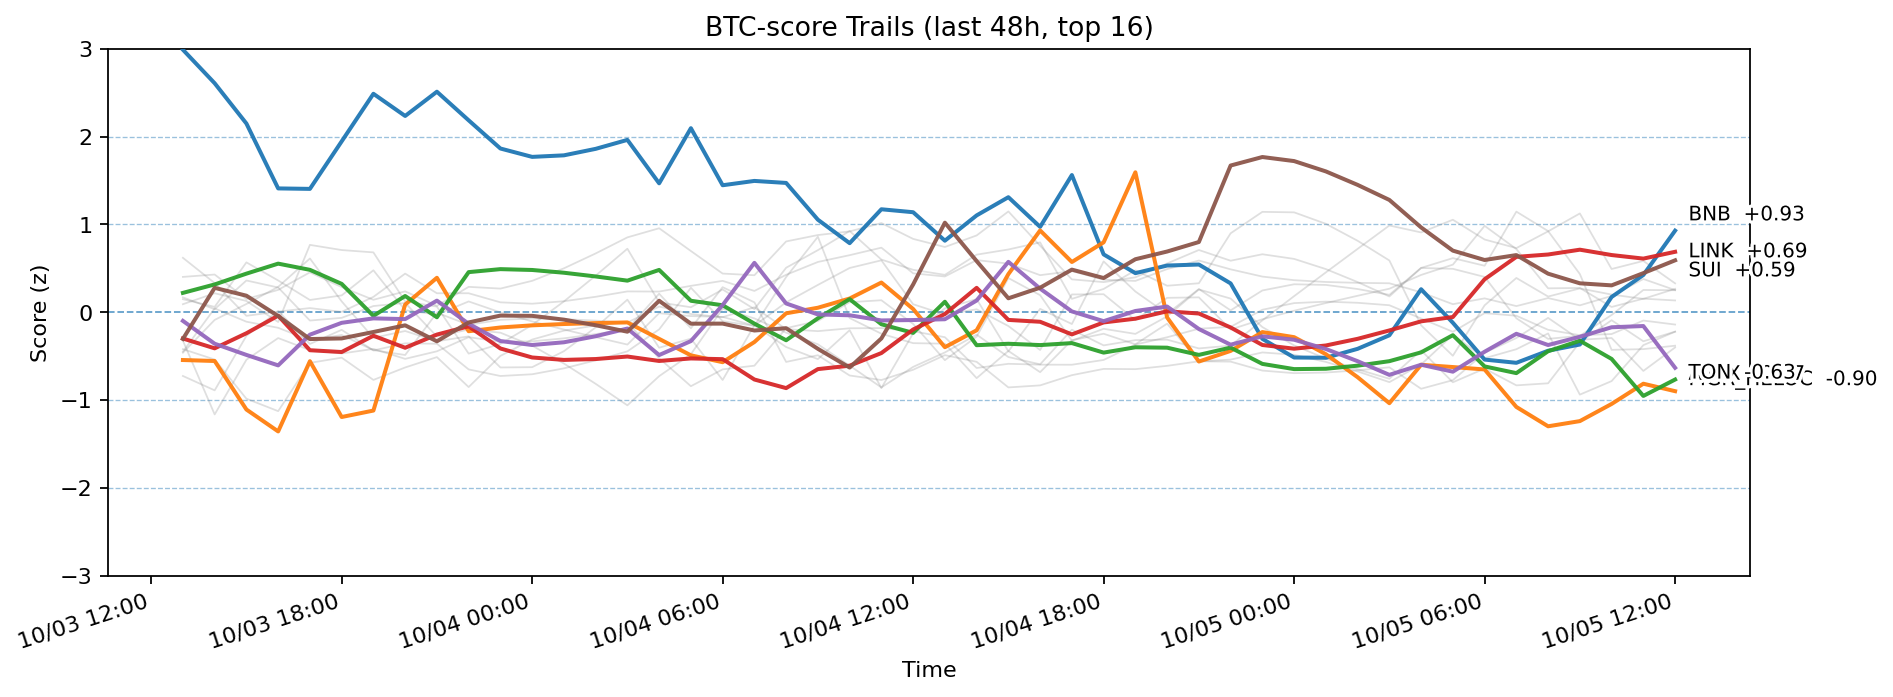 BTC-score Trails (last 48h, top 16)
Score (z)
3
2
1
0
−1
−2
−3
BNB +0.93
LINK +0.69
SUI +0.59
TON -0.63
-0.90
10/03 12:00
10/03 18:00
10/04 00:00
10/04 06:00
10/04 12:00
10/04 18:00
10/05 00:00
10/05 06:00
10/05 12:00
Time